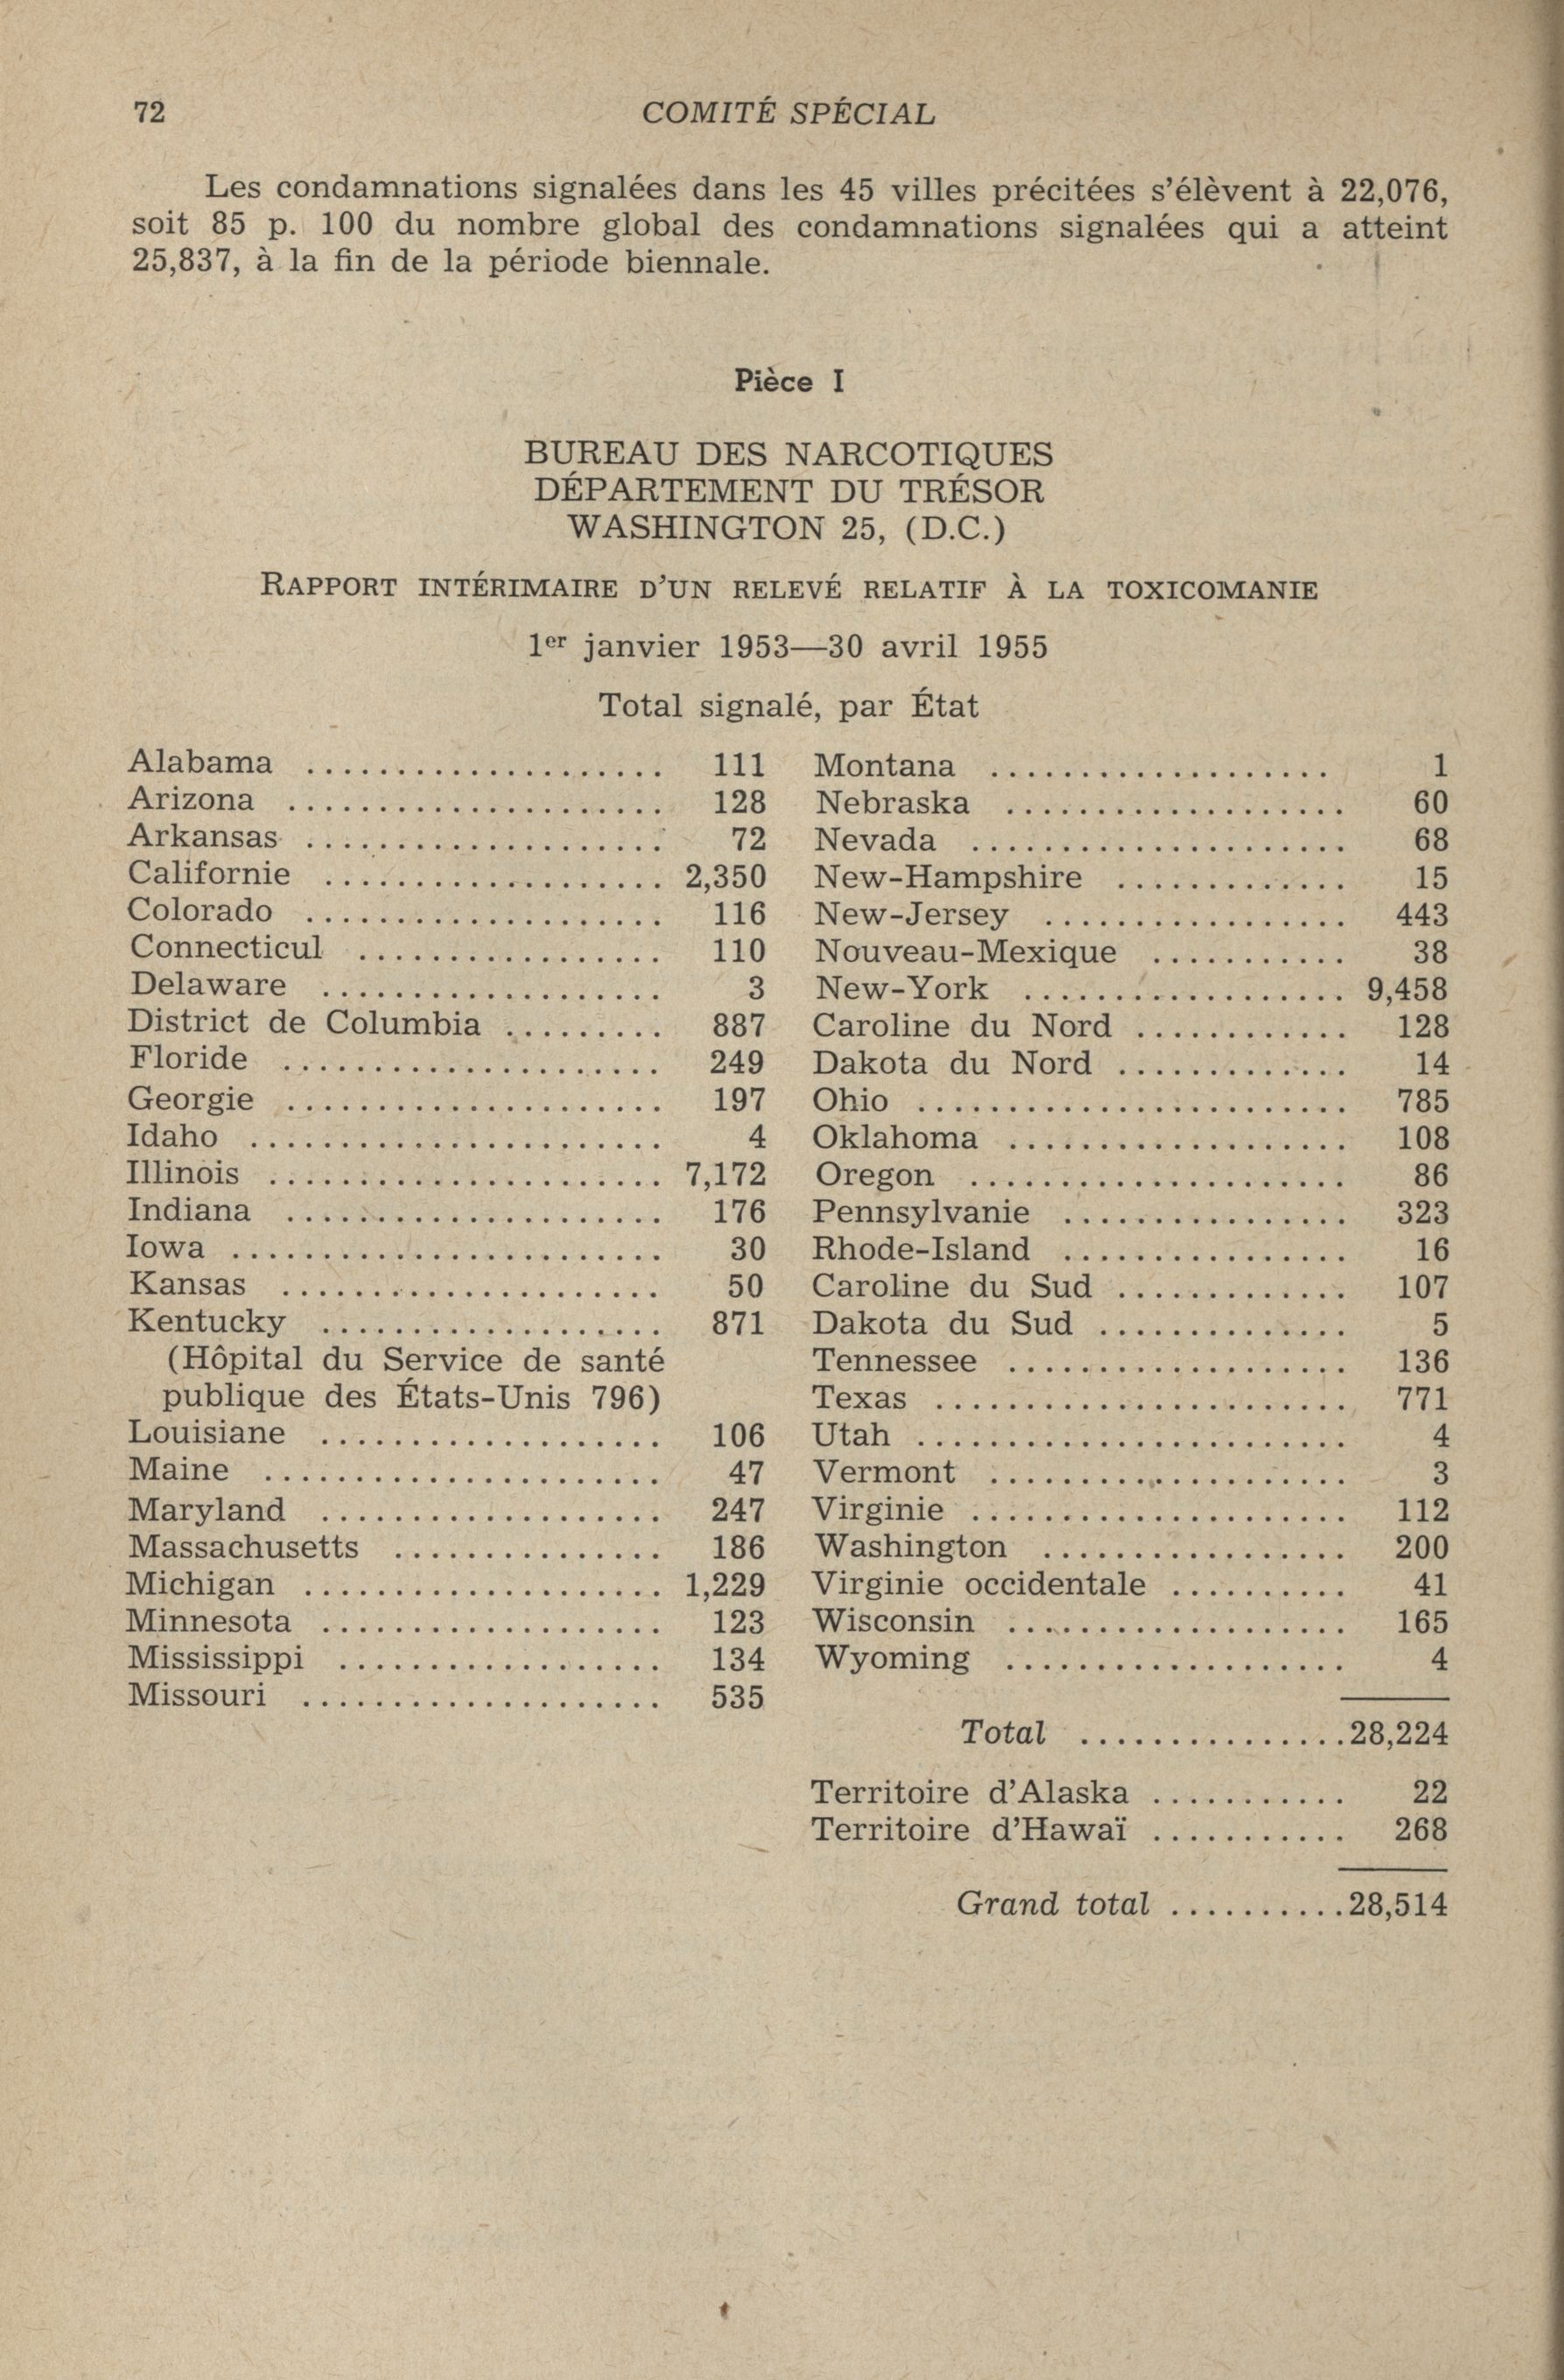 72 COMITÉ SPÉCIAL
Les condamnations signalées dans les 45 villes précitées s'élèvent à 22,076,
soit 85 p. 100 du nombre global des condamnations signalées qui a atteint
25,837, à la fin de la période biennale.
Pièce I
BUREAU DES NARCOTIQUES
DÉPARTEMENT DU TRÉSOR
WASHINGTON 25, (D.C.)
RAPPORT INTÉRIMAIRE D'UN RELEVÉ RELATIF À LA TOXICOMANIE
1er janvier 1953—30 avril 1955
Total signalé, par État
Alabama .................... 111
Arizona ..................... 128
Arkansas .................... 72
Californie ................... 2,350
Colorado .................... 116
Connecticul ................. 110
Delaware ................... 3
District de Columbia ......... 887
Floride ..................... 249
Georgie ..................... 197
Idaho ....................... 4
Illinois ...................... 7,172
Indiana ..................... 176
Iowa ........................ 30
Kansas ..................... 50
Kentucky ................... 871
(Hôpital du Service de santé
publique des États-Unis 796)
Louisiane ................... 106
Maine ...................... 47
Maryland ................... 247
Massachusetts ............... 186
Michigan .................... 1,229
Minnesota ................... 123
Mississippi .................. 134
Missouri .................... 535
Montana ................... 1
Nebraska ................... 60
Nevada ..................... 68
New-Hampshire ............. 15
New-Jersey ................. 443
Nouveau-Mexique ........... 38
New-York .................. 9,458
Caroline du Nord ............ 128
Dakota du Nord ............. 14
Ohio ........................ 785
Oklahoma ................... 108
Oregon ..................... 86
Pennsylvanie ................ 323
Rhode-Island ................ 16
Caroline du Sud ............. 107
Dakota du Sud .............. 5
Tennessee ................... 136
Texas ....................... 771
Utah ........................ 4
Vermont .................... 3
Virginie ..................... 112
Washington ................. 200
Virginie occidentale .......... 41
Wisconsin ................... 165
Wyoming ................... 4
Total ...............28,224
Territoire d'Alaska ........... 22
Territoire d'Hawaï ........... 268
Grand total ..........28,514